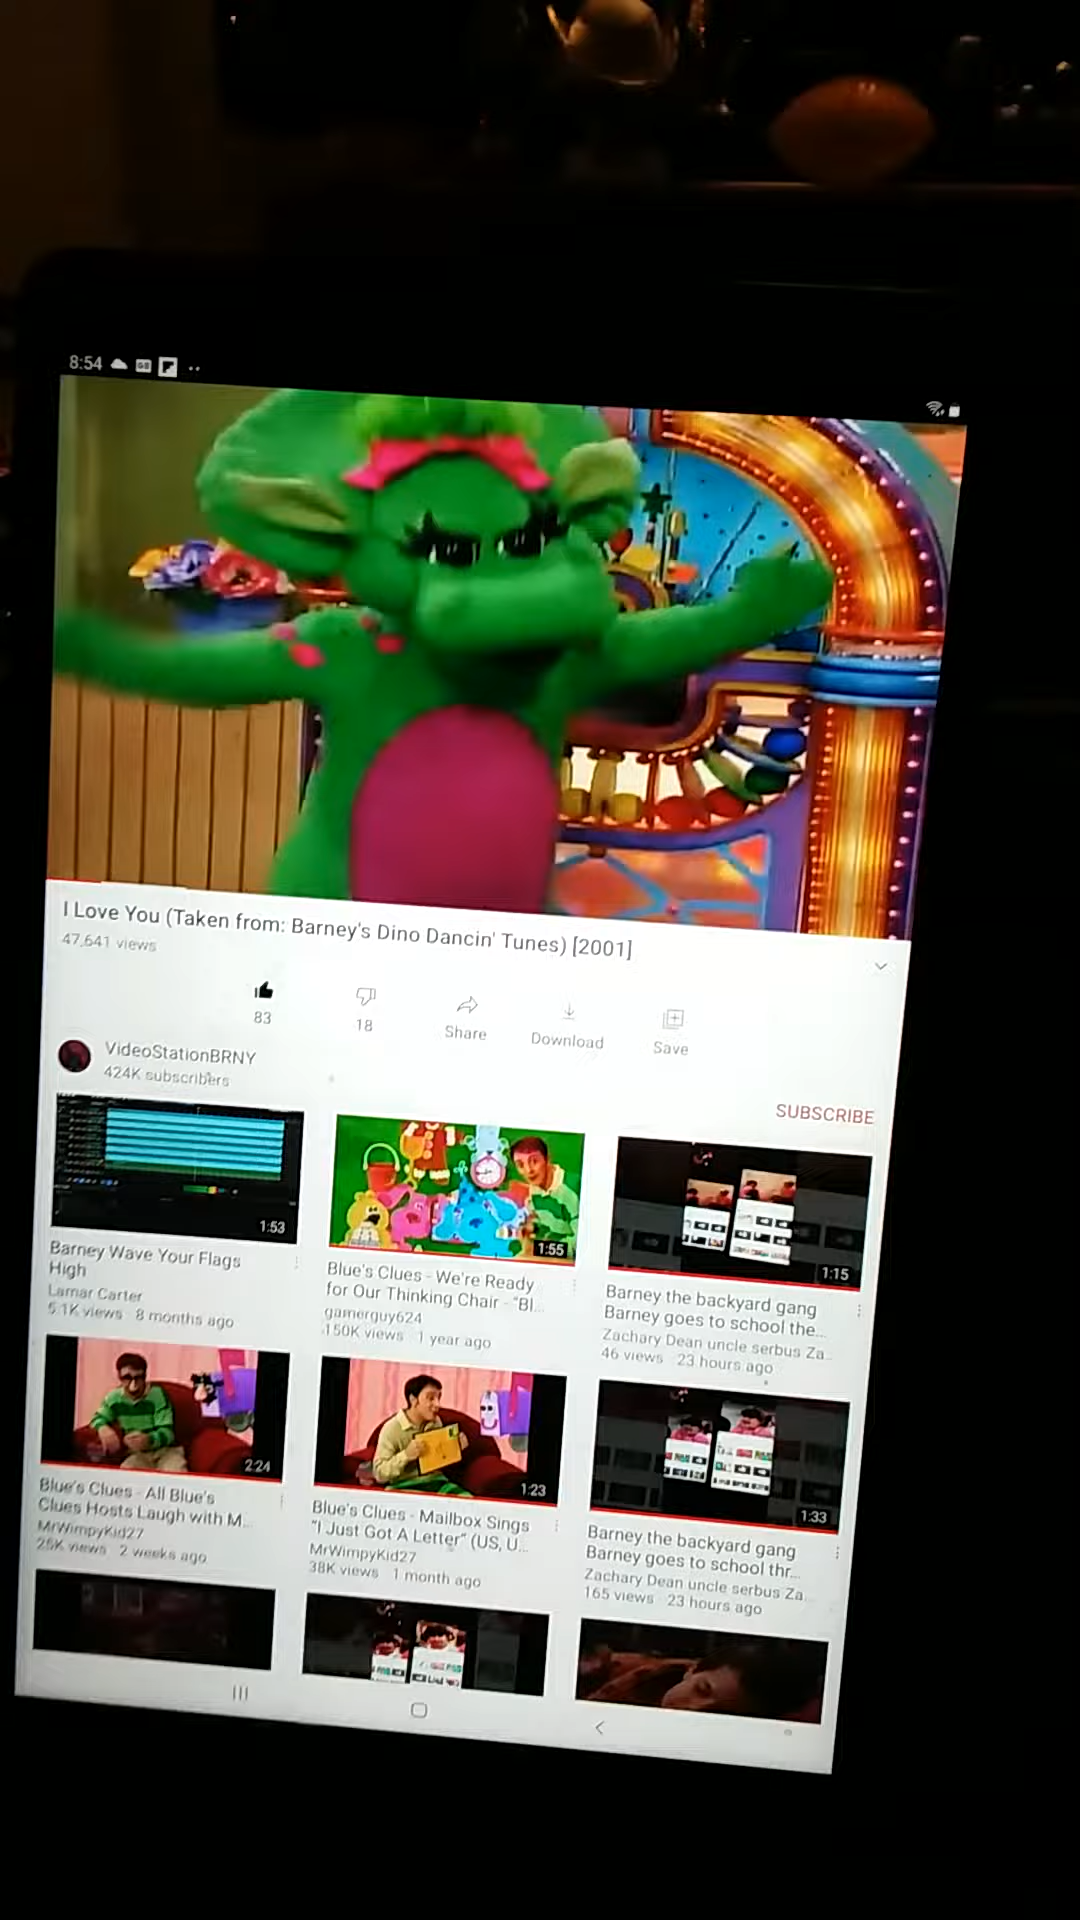 8:54
I Love You (Taken from: Barney's Dino Dancin' Tunes) [2001]
47,641 views
83
18
Share
Download
Save
VideoStationBRNY
424K subscribers
SUBSCRIBE
1:53
1:55
1:15
Barney Wave Your Flags
High
Lamar Carter
5.1K views · 8 months ago
Blue's Clues - We're Ready
for Our Thinking Chair - "Bl...
gamerguy624
150K views · 1 year ago
Barney the backyard gang
Barney goes to school the...
Zachary Dean uncle serbus Za...
46 views · 23 hours ago
2:24
1:23
1:33
Blue's Clues - All Blue's
Clues Hosts Laugh with M...
MrWimpyKid27
25K views · 2 weeks ago
Blue's Clues - Mailbox Sings
"I Just Got A Letter" (US, U...
MrWimpyKid27
38K views · 1 month ago
Barney the backyard gang
Barney goes to school thr...
Zachary Dean uncle serbus Za...
165 views · 23 hours ago